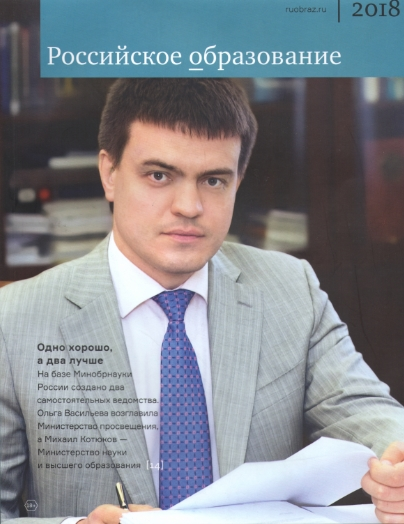 ruobraz.ru
2018
Российское образование
Одно хорошо,
а два лучше
На базе Минобрнауки
России создано два
самостоятельных ведомства.
Ольга Васильева возглавила
Министерство просвещения,
а Михаил Котюков —
Министерство науки
и высшего образования [14]